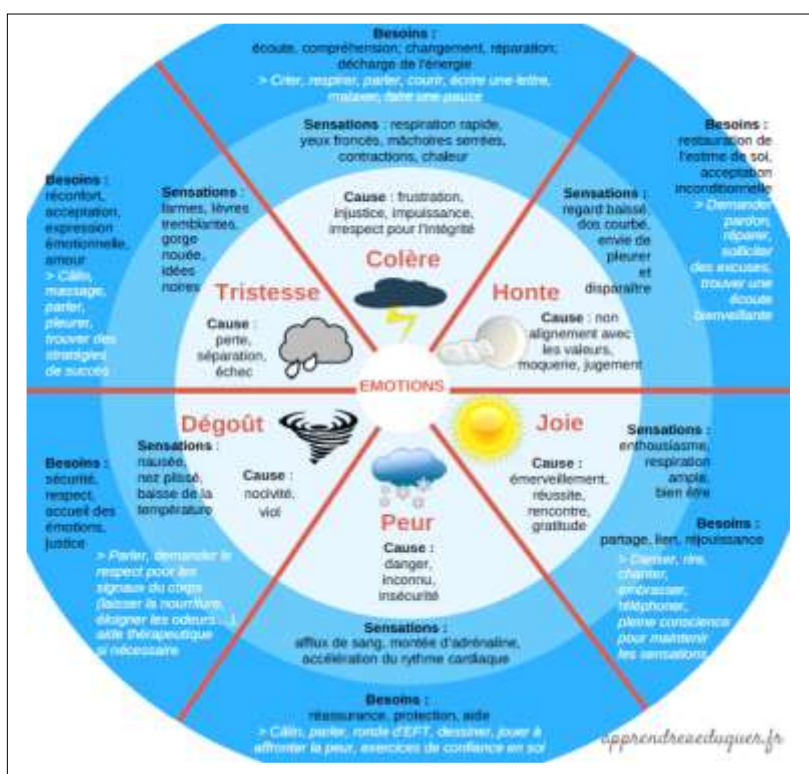 Besoins :
écoute, compréhension; changement, réparation;
décharge de l'énergie
> Crier, respirer, parler, courir, écrire une lettre,
malaxer, faire une pause
Sensations : respiration rapide,
yeux froncés, mâchoires serrées,
contractions, chaleur
Cause : frustration,
injustice, impuissance,
irrespect pour l'intégrité
Colère
Besoins :
restauration de
l'estime de soi,
acceptation
inconditionnelle
> Demander
pardon,
réparer,
solliciter
des excuses,
trouver une
écoute
bienveillante
Sensations :
regard baissé,
dos courbé,
envie de
pleurer
et
disparaître
Honte
Cause : non
alignement avec
les valeurs,
moquerie, jugement
Besoins :
réconfort,
acceptation,
expression
émotionnelle,
amour
> Câlin,
massage,
parler,
pleurer,
trouver des
stratégies
de succès
Sensations :
larmes, lèvres
tremblantes,
gorge
nouée,
idées
noires
Tristesse
Cause :
perte,
séparation,
échec
EMOTIONS
Dégoût
Sensations :
nausée,
nez plissé,
baisse de la
température
Cause :
nocivité,
viol
Besoins :
sécurité,
respect,
accueil des
émotions,
justice
> Parler, demander le
respect poor les
signaux du corps
(laisser la nourriture,
éloigner les odeurs...)
aide thérapeutique
si nécessaire
Joie
Cause :
émerveillement,
réussite,
rencontre,
gratitude
Sensations :
enthousiasme,
respiration
ample,
bien être
Besoins :
partage, lien, réjouissance
> Danser, rire,
chanter,
embrasser,
téléphoner,
pleine conscience
pour maintenir
les sensations
Peur
Cause :
danger,
inconnu,
insécurité
Sensations :
afflux de sang, montée d'adrénaline,
accélération du rythme cardiaque
Besoins :
réassurance, protection, aide
> Câlin, parler, ronde d'EFT, dessiner, jouer à
affronter la peur, exercices de confiance en soi
apprendreaeduquer.fr